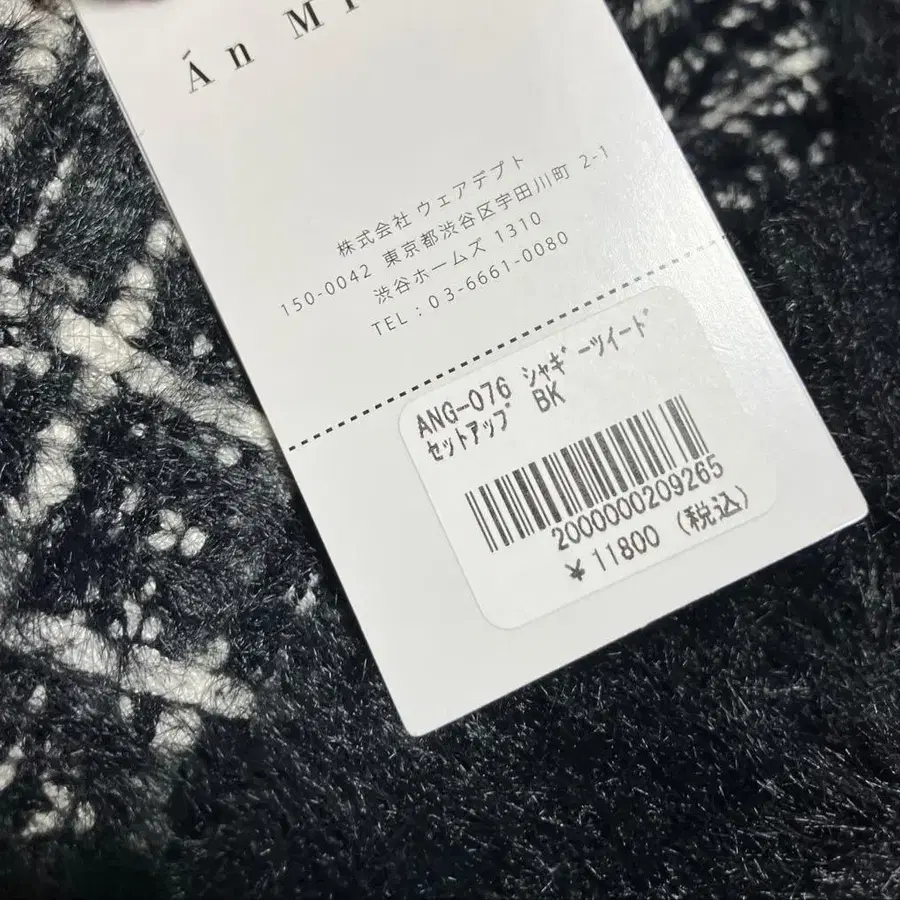 Án MI
株式会社 ウェアデプト
150-0042 東京都渋谷区宇田川町 2-1
渋谷ホームズ 1310
TEL : 03-6661-0080
ANG-076 ｼｬｷﾞｰﾂｲｰﾄﾞ
ｾｯﾄｱｯﾌﾟ BK
2000000209265
¥11800 (税込)